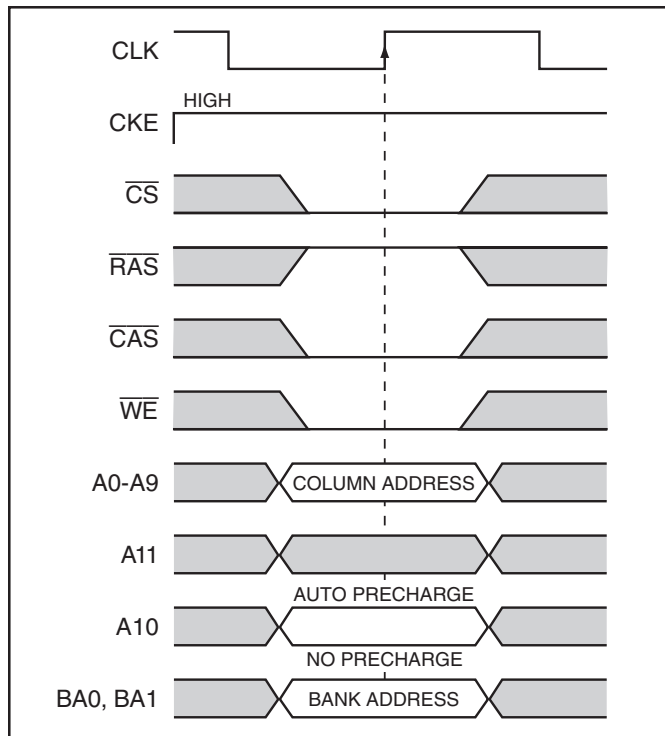 CLK
HIGH
CKE
CS
RAS
CAS
WE
A0-A9 COLUMN ADDRESS
A11
AUTO PRECHARGE
A10
NO PRECHARGE
BA0, BA1 BANK ADDRESS